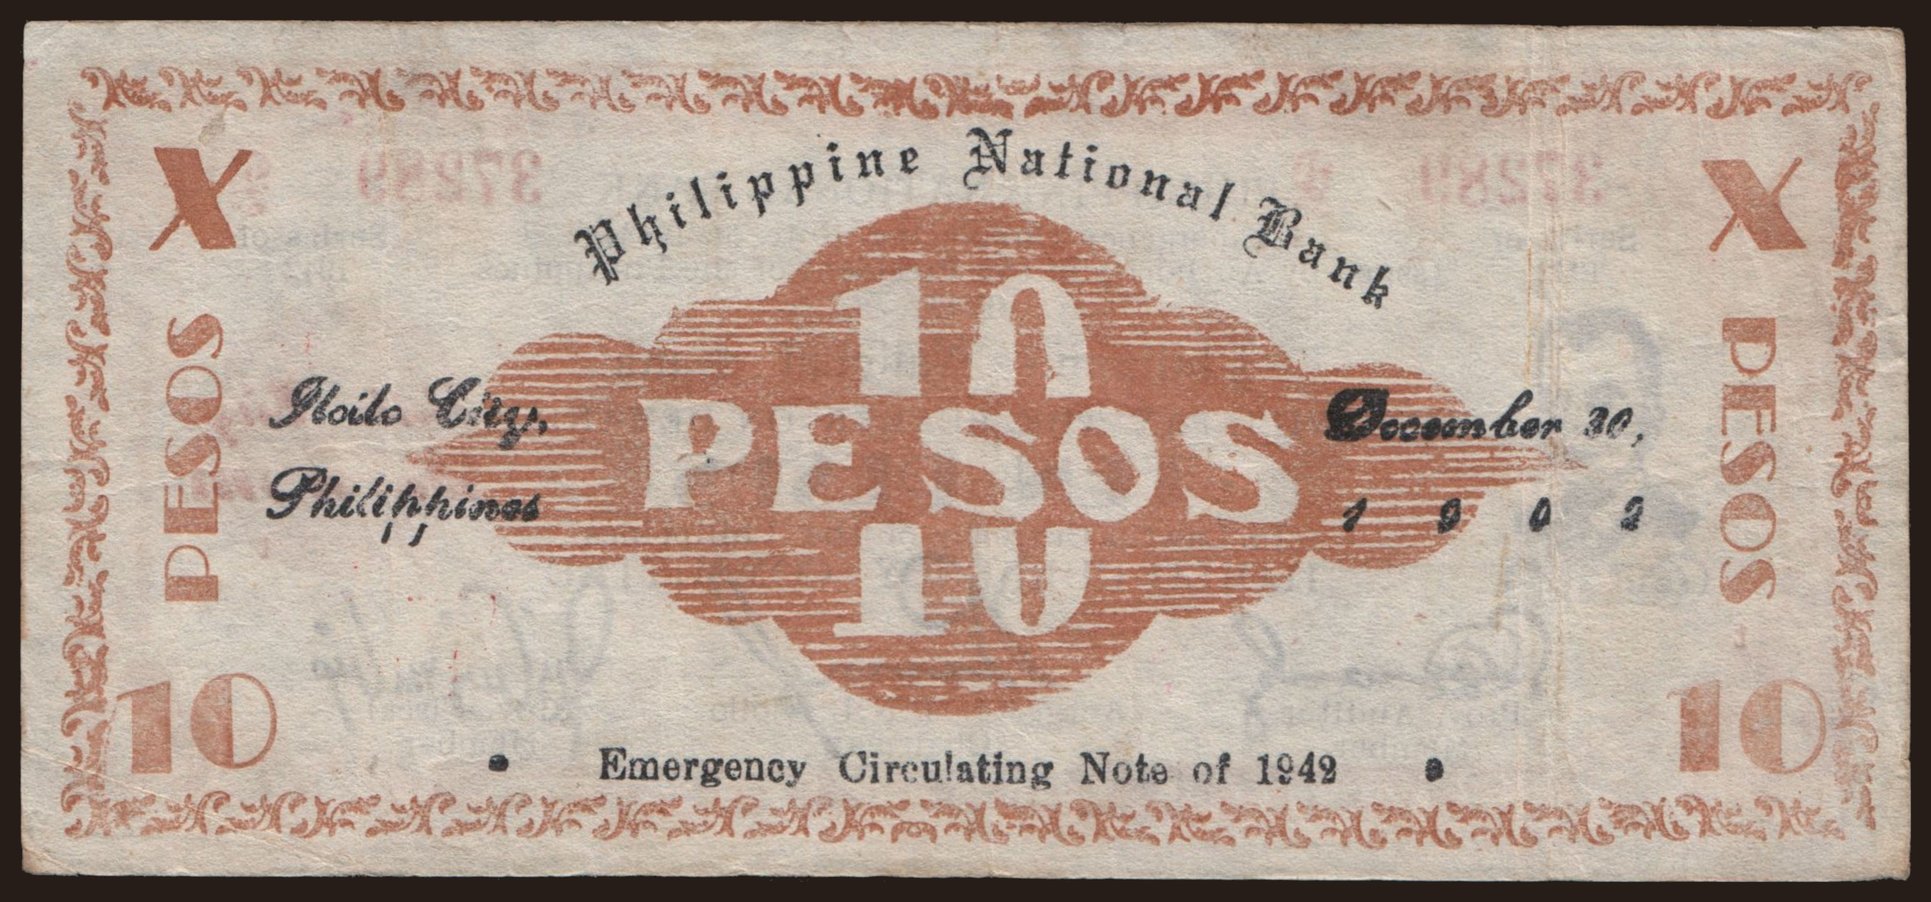 X
X
Philippine National Bank
10
PESOS
10
PESOS
PESOS
Iloilo City,
Philippines
December 30,
10
10
Emergency Circulating Note of 1942